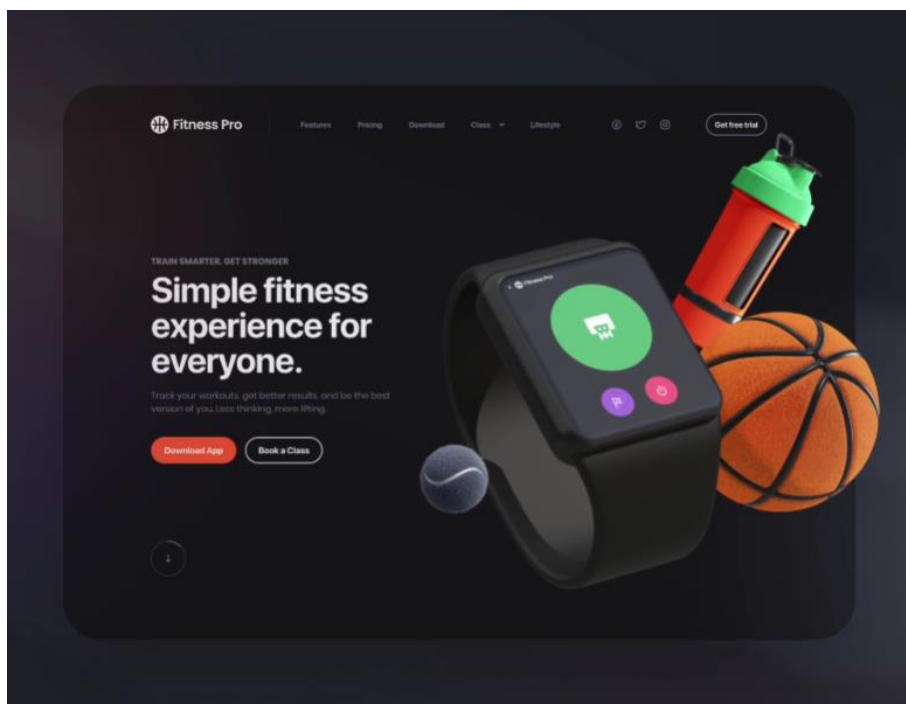 Fitness Pro
Features
Pricing
Download
Class
Lifestyle
Get free trial
TRAIN SMARTER. GET STRONGER
Simple fitness
experience for
everyone.
Track your workouts, get better results, and be the best
version of you. Less thinking, more lifting.
Download App
Book a Class
Fitness Pro